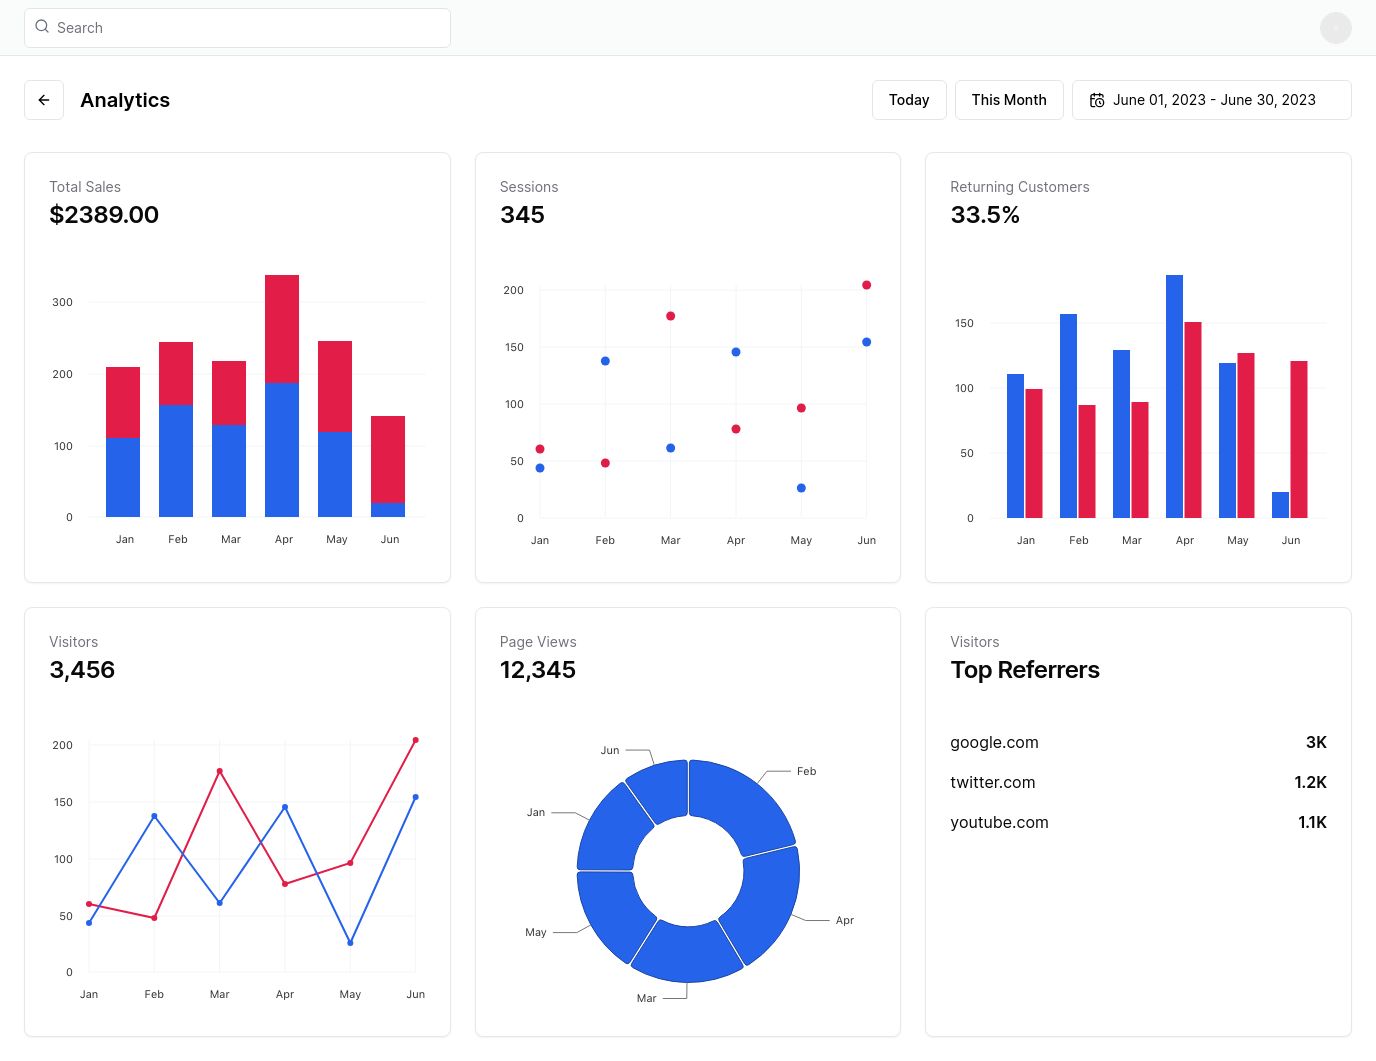 Search
Analytics
Today
This Month
June 01, 2023 - June 30, 2023
Total Sales
$2389.00
300
200
100
0
Jan Feb Mar Apr May Jun
Sessions
345
200
150
100
50
0
Jan Feb Mar Apr May Jun
Returning Customers
33.5%
150
100
50
0
Jan Feb Mar Apr May Jun
Visitors
3,456
200
150
100
50
0
Jan Feb Mar Apr May Jun
Page Views
12,345
Jun
Feb
Jan
Apr
May
Mar
Visitors
Top Referrers
google.com 3K
twitter.com 1.2K
youtube.com 1.1K